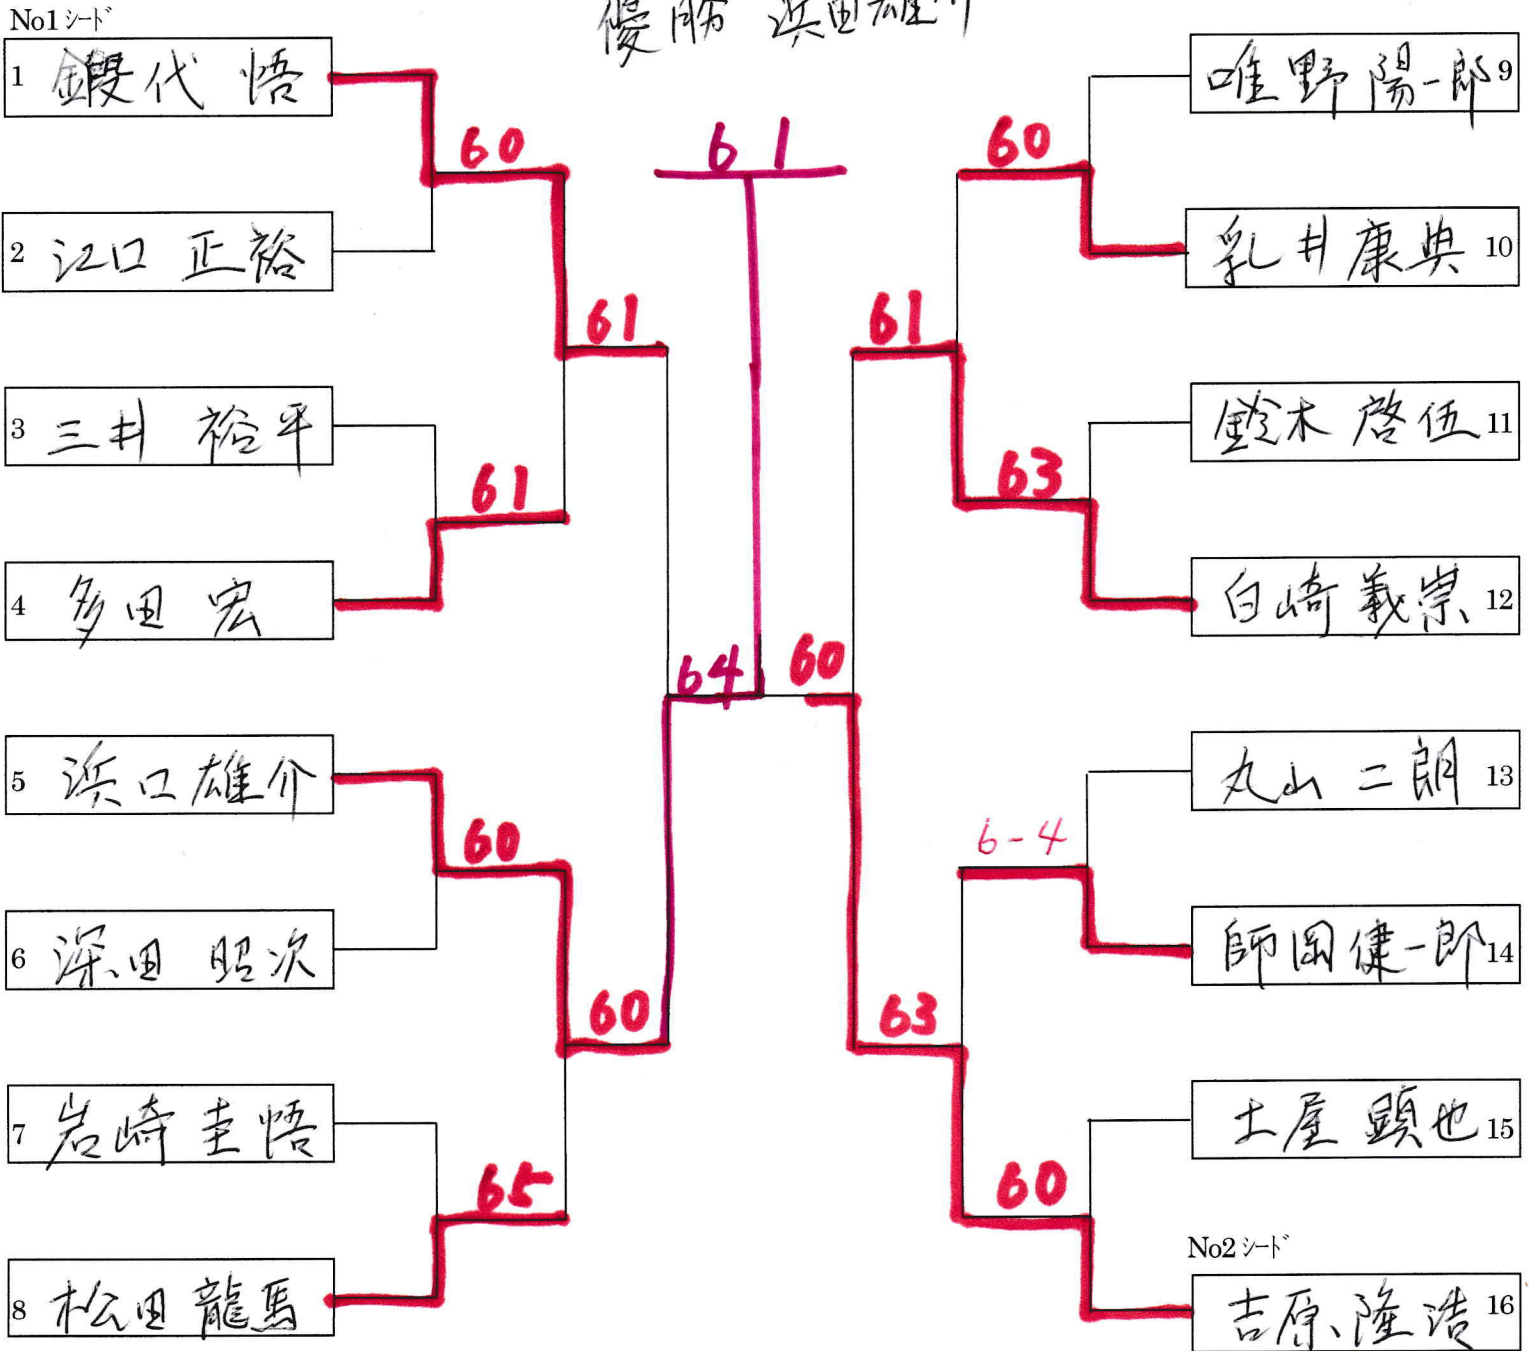 No1シード
優勝 浜田雄介
1 鍜代 悟
60
2 江口 正裕
61
3 三井 裕平
61
4 多田 宏
64
5 浜口雄介
60
6 深田 昭次
60
7 岩崎圭悟
65
8 松田龍馬
61
唯野陽一郎 9
60
乳井康典 10
61
鈴木啓伍 11
63
白崎義崇 12
60
丸山二朗 13
6-4
師岡健一郎 14
63
土屋顕也 15
60
No2シード
吉原隆浩 16